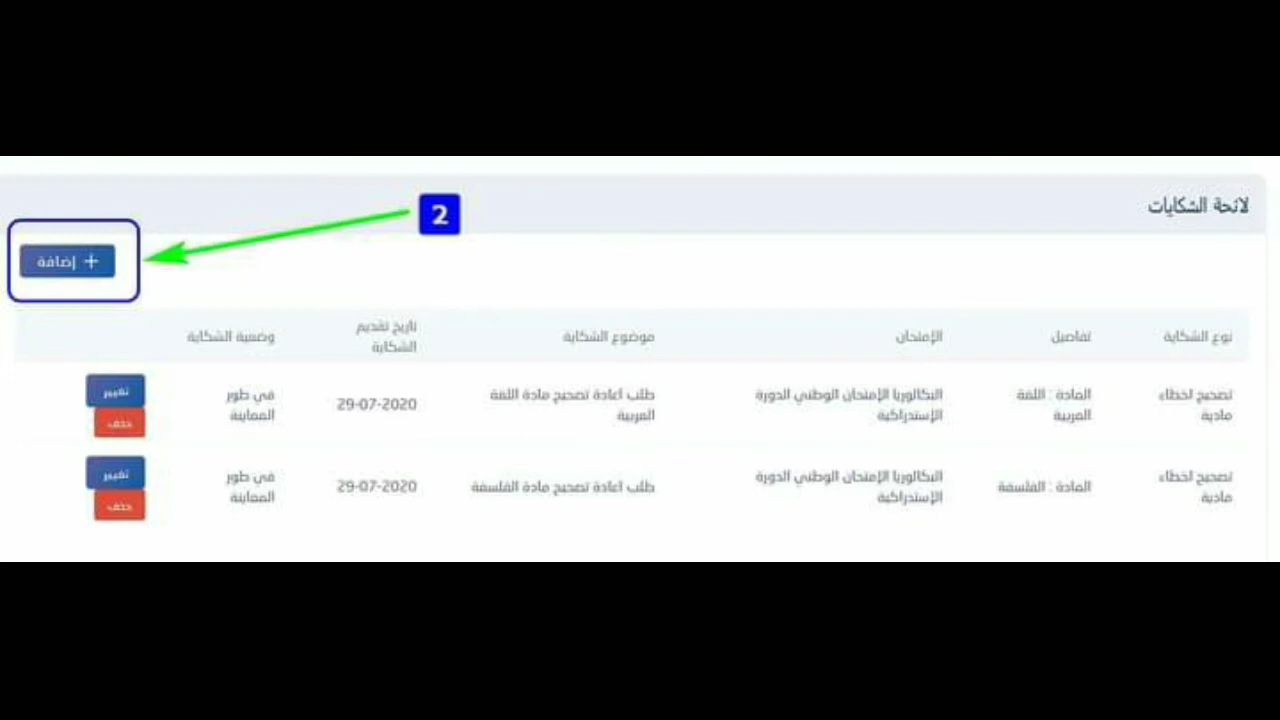 لائحة الشكايات
2
+ إضافة
نوع الشكاية
تفاصيل
الإمتحان
موضوع الشكاية
تاريخ تقديم
الشكاية
وضعية الشكاية
تصحيح اخطاء
مادية
المادة : اللغة
العربية
البكالوريا الإمتحان الوطني الدورة
الإستدراكية
طلب اعادة تصحيح مادة اللغة
العربية
29-07-2020
في طور
المعاينة
تغيير
حذف
تصحيح اخطاء
مادية
المادة : الفلسفة
البكالوريا الإمتحان الوطني الدورة
الإستدراكية
طلب اعادة تصحيح مادة الفلسفة
29-07-2020
في طور
المعاينة
تغيير
حذف